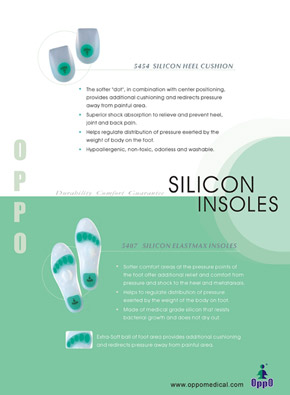 5454 SILICON HEEL CUSHION
• The softer "dot", in combination with center positioning,
provides additional cushioning and redirects pressure
away from painful area.
• Superior shock absorption to relieve and prevent heel,
joint and back pain.
• Helps regulate distribution of pressure exerted by the
weight of body on the foot
• Hypoallergenic, non-toxic, odorless and washable.
OPPO
Durability Comfort Guarantee
SILICON
INSOLES
5407 SILICON ELASTMAX INSOLES
• Softer comfort areas at the pressure points of
the foot offer additional relief and comfort from
pressure and shock to the heel and metatarsal.
• Helps to regulate distribution of pressure
exerted by the weight of the body on foot
• Made of medical grade silicon that resists
bacterial growth and does not dry out
Extra-Soft ball of foot area provides additional cushioning
and redirects pressure away from painful area.
www.oppomedical.com
OppO